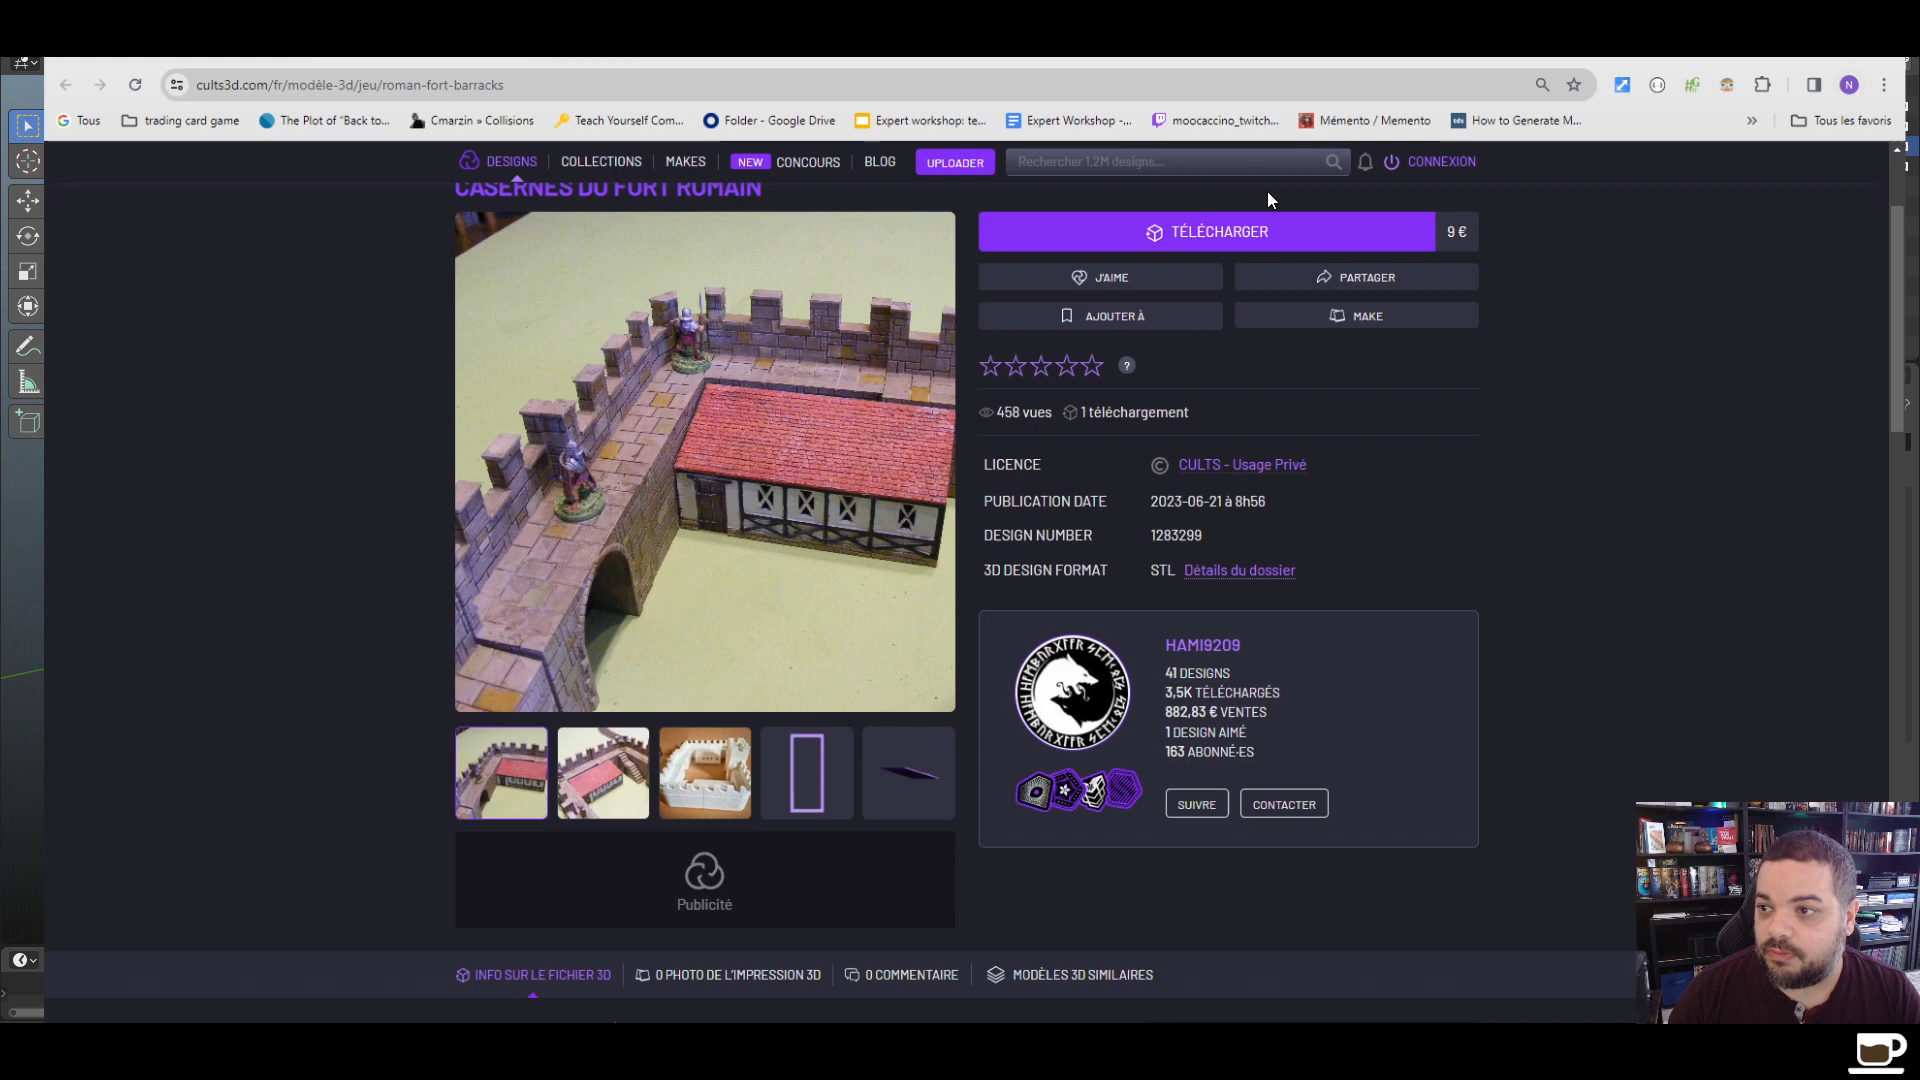 cults3d.com/fr/modèle-3d/jeu/roman-fort-barracks
N
Tous
trading card game
The Plot of "Back to...
Cmarzin » Collisions
Teach Yourself Com...
Folder - Google Drive
Expert workshop: te...
Expert Workshop -...
moocaccino_twitch...
Mémento / Memento
How to Generate M...
»
Tous les favoris
DESIGNS
COLLECTIONS
MAKES
NEW CONCOURS
BLOG
UPLOADER
Rechercher 1.2M designs...
CONNEXION
CASERNES DU FORT ROMAIN
TÉLÉCHARGER
9 €
J'AIME
PARTAGER
AJOUTER À
MAKE
?
458 vues
1 téléchargement
LICENCE
© CULTS - Usage Privé
PUBLICATION DATE
2023-06-21 à 8h56
DESIGN NUMBER
1283299
3D DESIGN FORMAT
STL Détails du dossier
HAMI9209
41 DESIGNS
3,5K TÉLÉCHARGÉS
882,83 € VENTES
1 DESIGN AIMÉ
163 ABONNÉ·ES
SUIVRE
CONTACTER
Publicité
INFO SUR LE FICHIER 3D
0 PHOTO DE L'IMPRESSION 3D
0 COMMENTAIRE
MODÈLES 3D SIMILAIRES